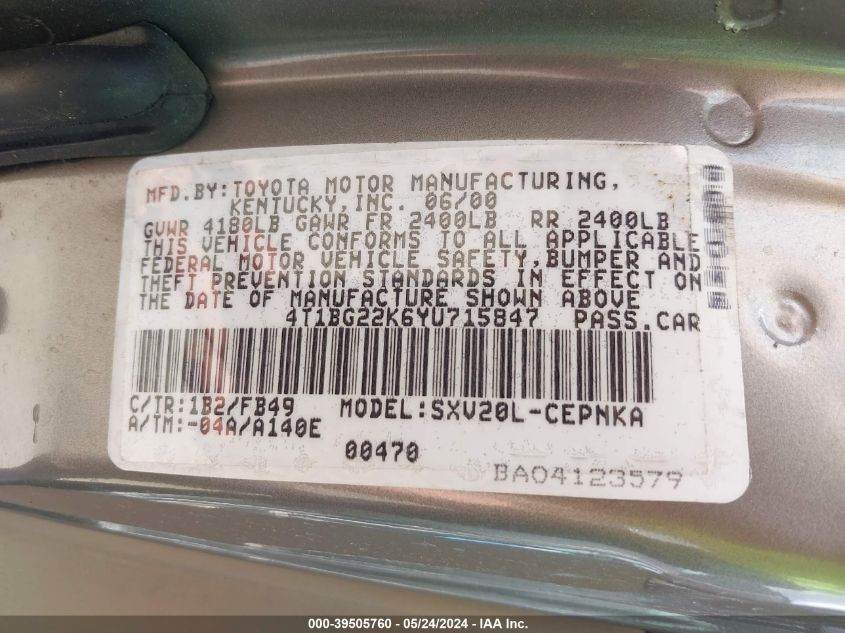 MFD.BY:TOYOTA MOTOR MANUFACTURING,
KENTUCKY,INC. 06/00
GVWR 4180LB GAWR FR 2400LB RR 2400LB
THIS VEHICLE CONFORMS TO ALL APPLICABLE
FEDERAL MOTOR VEHICLE SAFETY,BUMPER AND
THEFT PREVENTION STANDARDS IN EFFECT ON
THE DATE OF MANUFACTURE SHOWN ABOVE
4T1BG22K6YU715847 PASS.CAR
C/TR:1B2/FB49 MODEL:SXV20L-CEPNKA
A/TM:-04A/A140E
00470
BA04123579
000-39505760 - 05/24/2024 - IAA Inc.